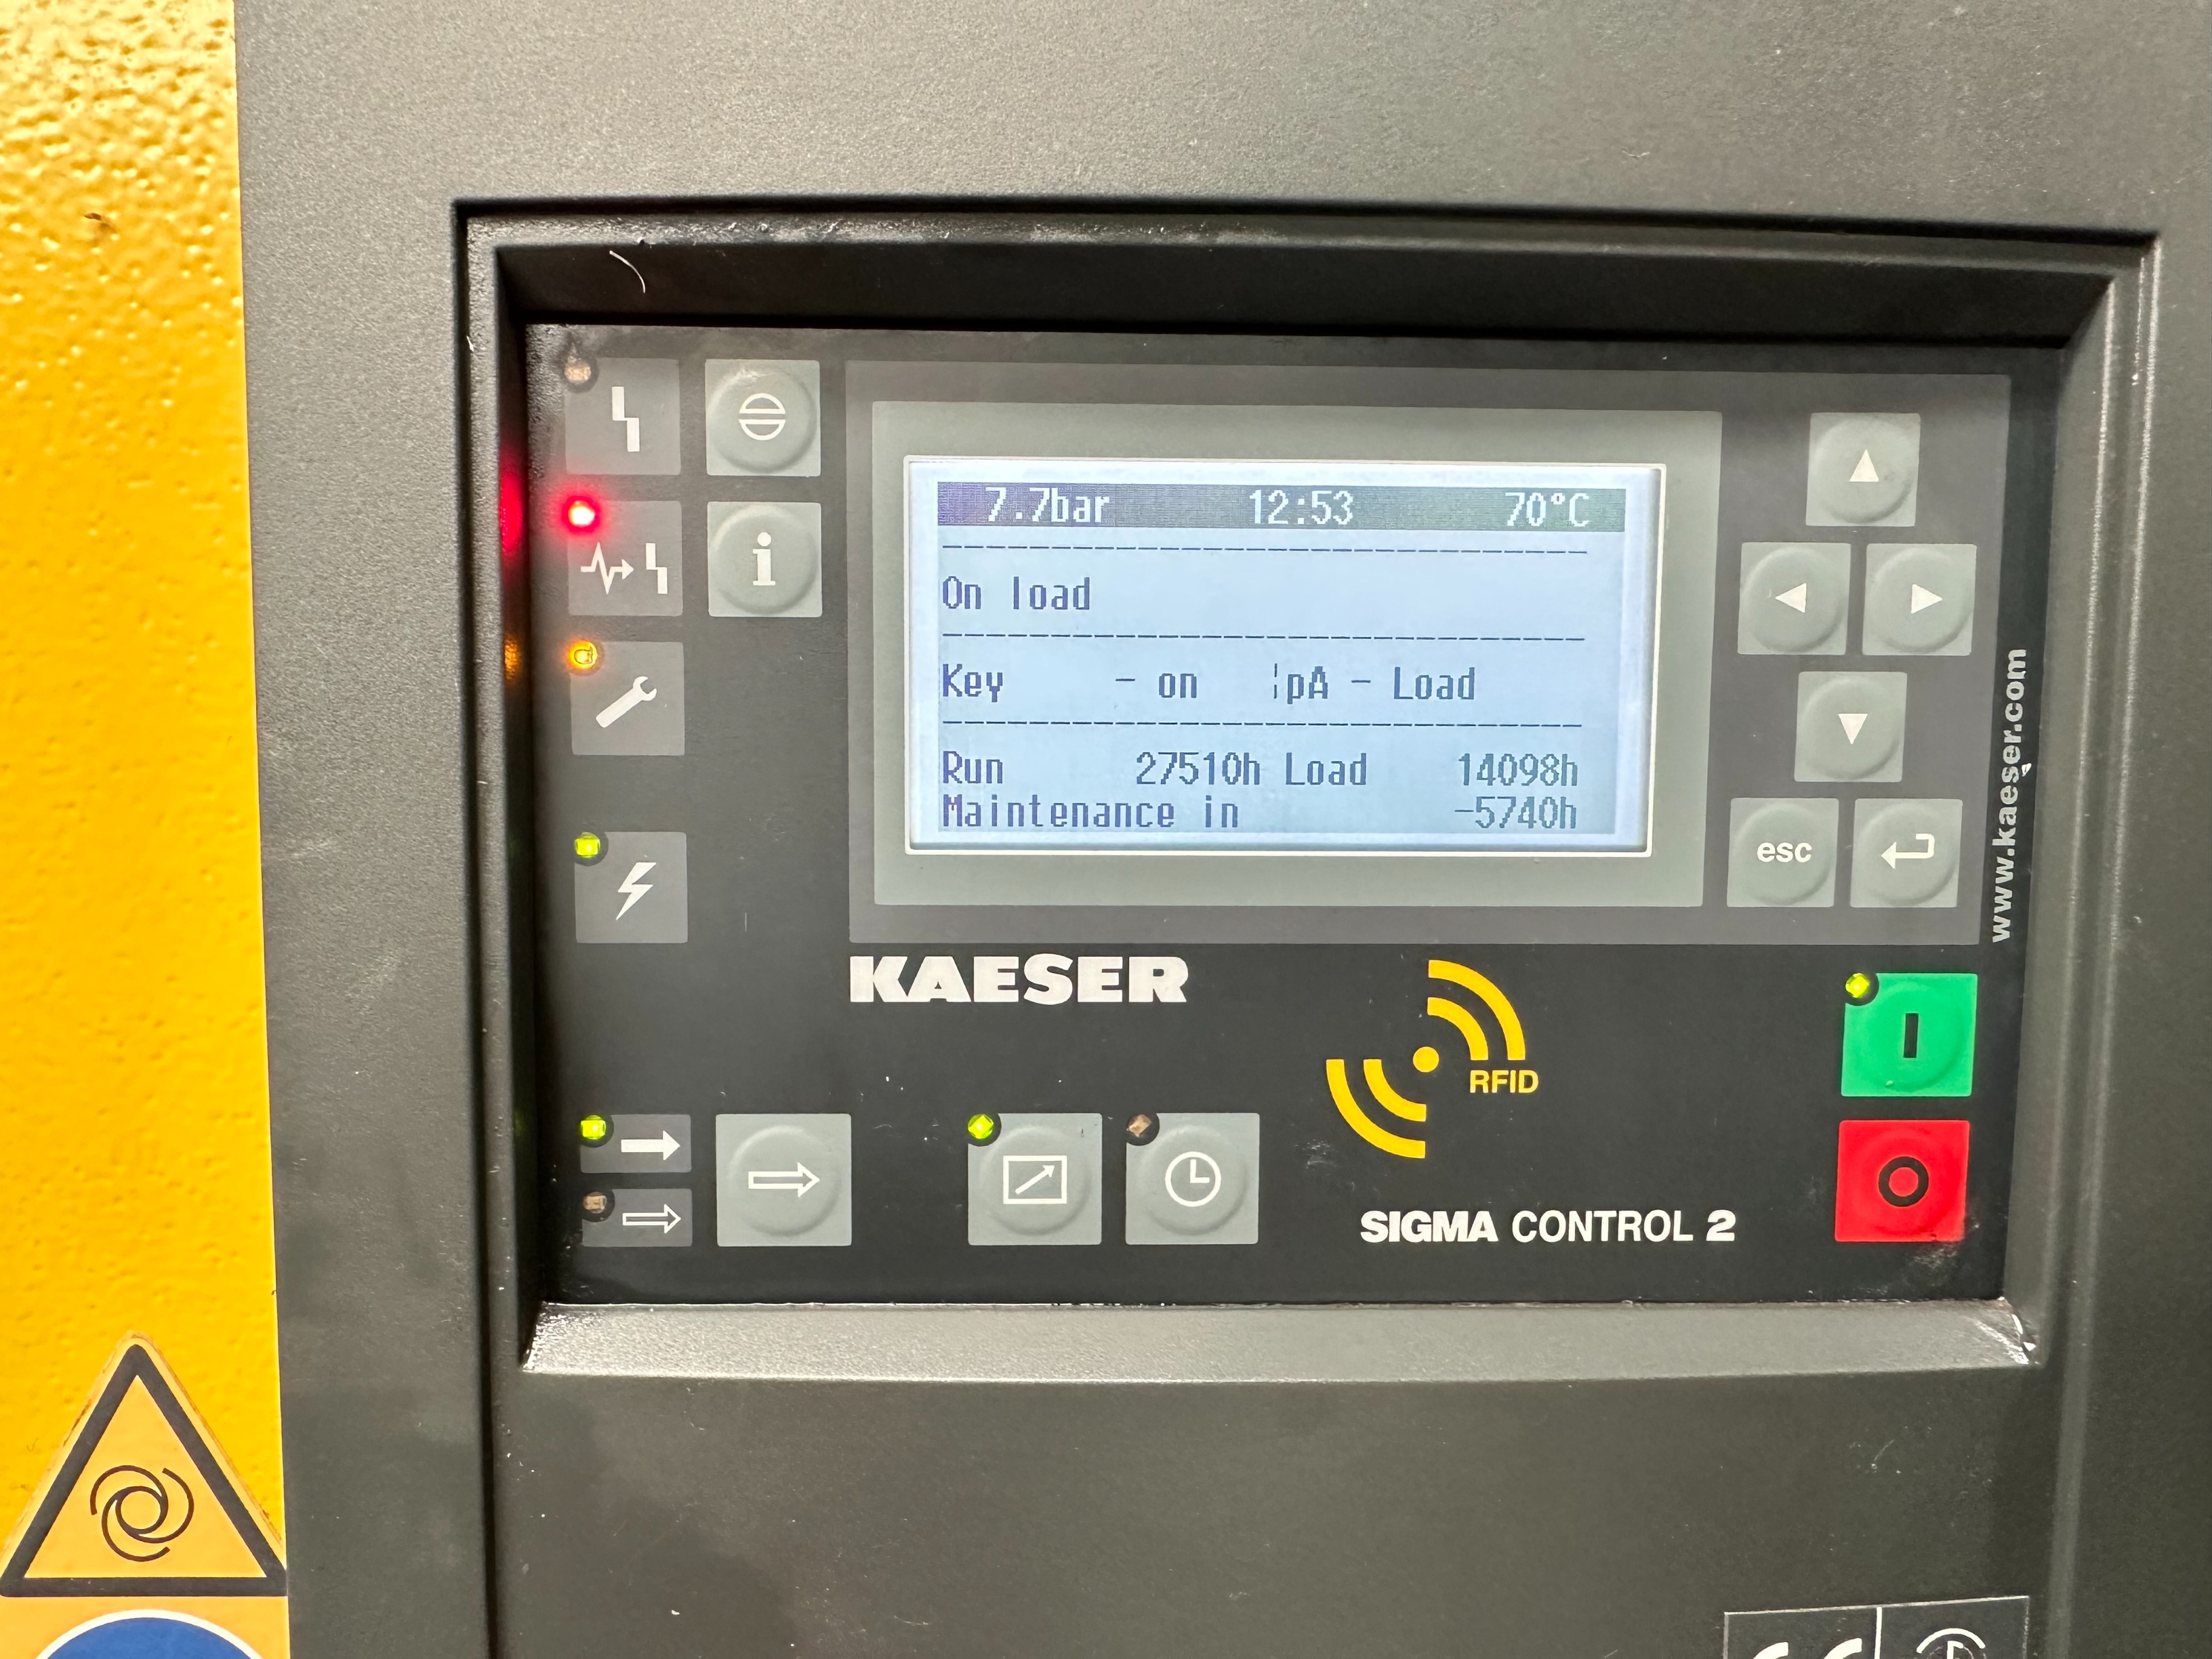 7.7bar 12:53 70°C
On load
Key - on ¦pA - Load
Run 27510h Load 14098h
Maintenance in -5740h
i
esc
www.kaeser.com
KAESER
RFID
I
SIGMA CONTROL 2
O